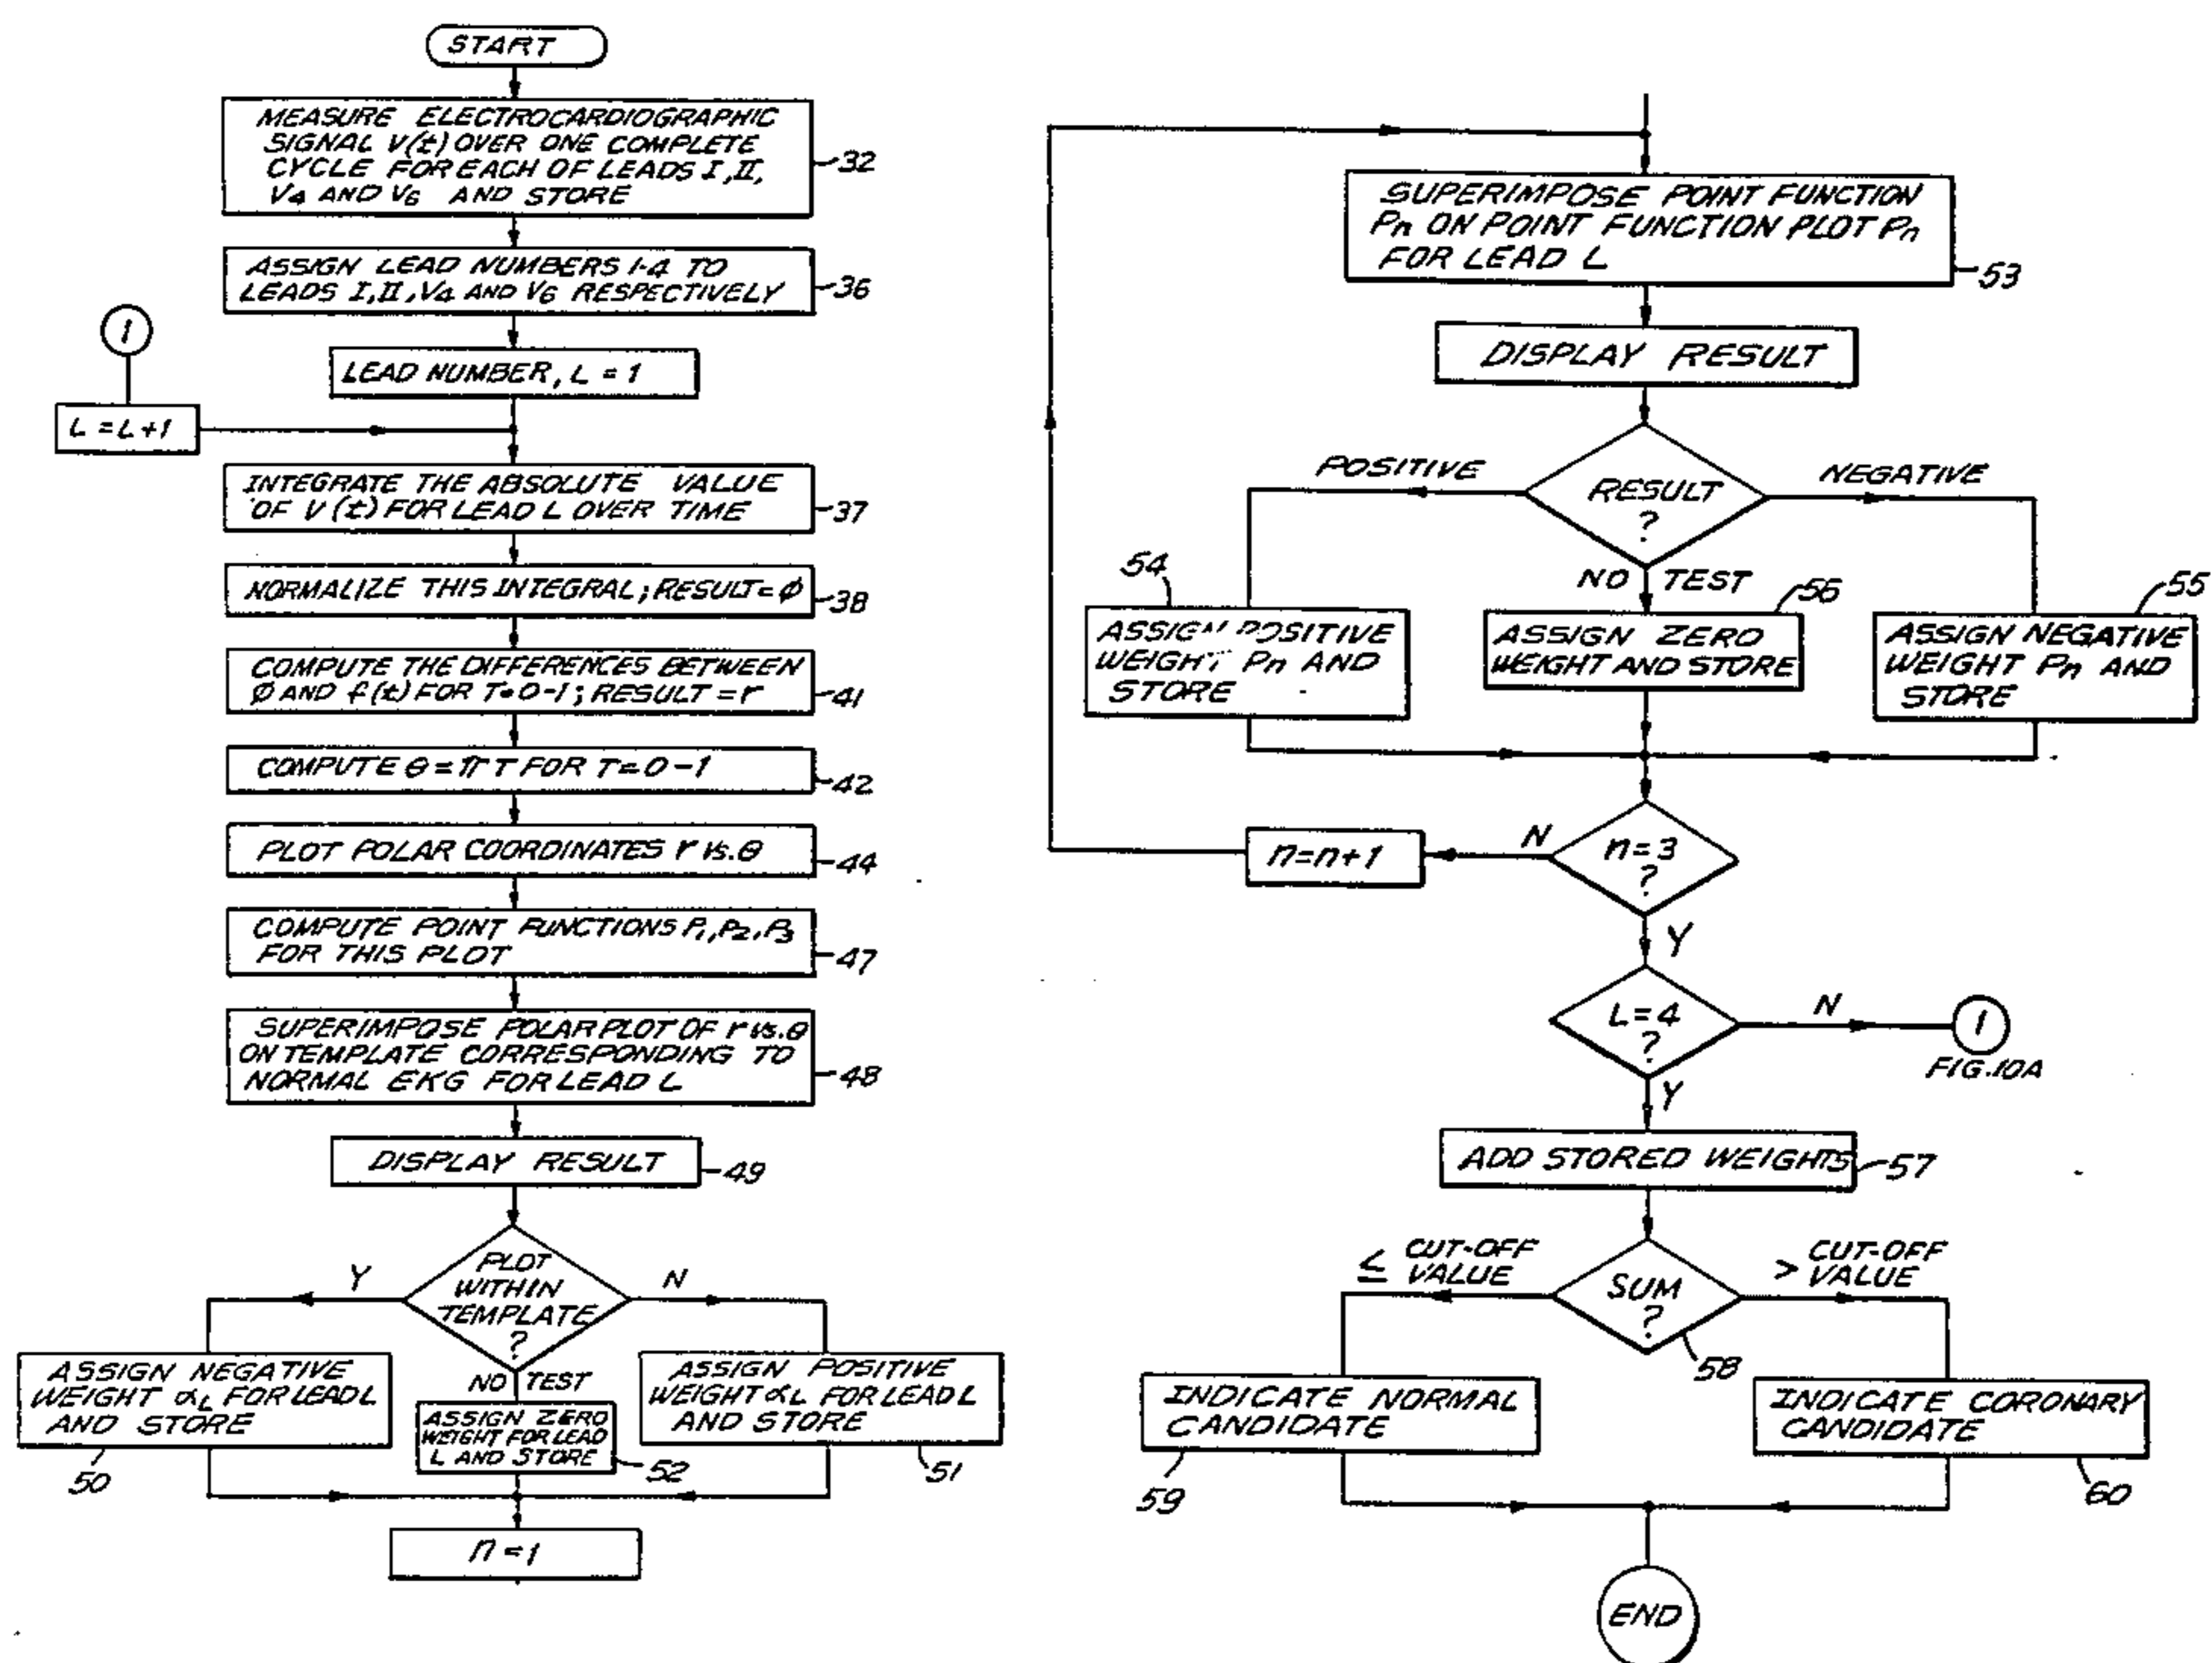 START
MEASURE ELECTROCARDIOGRAPHIC
SIGNAL V(t) OVER ONE COMPLETE
CYCLE FOR EACH OF LEADS I, II,
V4 AND V6 AND STORE
32
ASSIGN LEAD NUMBERS 1-4 TO
LEADS I, II, V4 AND V6 RESPECTIVELY
36
1
LEAD NUMBER, L = 1
L = L+1
INTEGRATE THE ABSOLUTE VALUE
OF V(t) FOR LEAD L OVER TIME
37
NORMALIZE THIS INTEGRAL; RESULT = φ
38
COMPUTE THE DIFFERENCES BETWEEN
φ AND f(t) FOR T=0-1; RESULT = r
41
COMPUTE θ = π T FOR T = 0-1
42
PLOT POLAR COORDINATES r vs. θ
44
COMPUTE POINT FUNCTIONS P1, P2, P3
FOR THIS PLOT
47
SUPERIMPOSE POLAR PLOT OF r vs. θ
ON TEMPLATE CORRESPONDING TO
NORMAL EKG FOR LEAD L
48
DISPLAY RESULT
49
PLOT
WITHIN
TEMPLATE
?
Y
N
NO TEST
ASSIGN NEGATIVE
WEIGHT αL FOR LEAD L
AND STORE
50
ASSIGN ZERO
WEIGHT FOR LEAD
L AND STORE
52
ASSIGN POSITIVE
WEIGHT αL FOR LEAD L
AND STORE
51
n = 1
SUPERIMPOSE POINT FUNCTION
Pn ON POINT FUNCTION PLOT Pn
FOR LEAD L
53
DISPLAY RESULT
RESULT
?
POSITIVE
NEGATIVE
NO TEST
54
ASSIGN POSITIVE
WEIGHT Pn AND
STORE
56
ASSIGN ZERO
WEIGHT AND STORE
55
ASSIGN NEGATIVE
WEIGHT Pn AND
STORE
n=3
?
N
n=n+1
Y
L=4
?
N
1
FIG.10A
Y
ADD STORED WEIGHTS
57
SUM
?
58
≤ CUT-OFF
VALUE
> CUT-OFF
VALUE
INDICATE NORMAL
CANDIDATE
59
INDICATE CORONARY
CANDIDATE
60
END